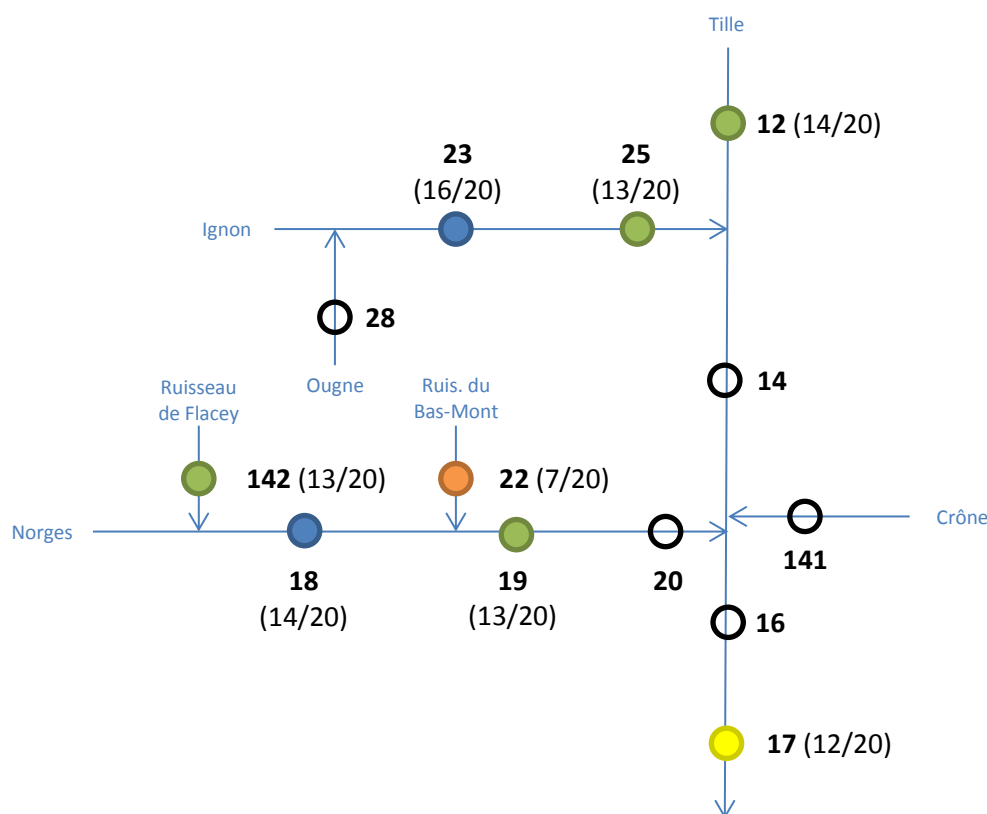 Tille
12 (14/20)
23
(16/20)
25
(13/20)
Ignon
28
Ougne
Ruisseau
de Flacey
Ruis. du
Bas-Mont
14
142 (13/20)
22 (7/20)
Norges
Crône
141
18
(14/20)
19
(13/20)
20
16
17 (12/20)